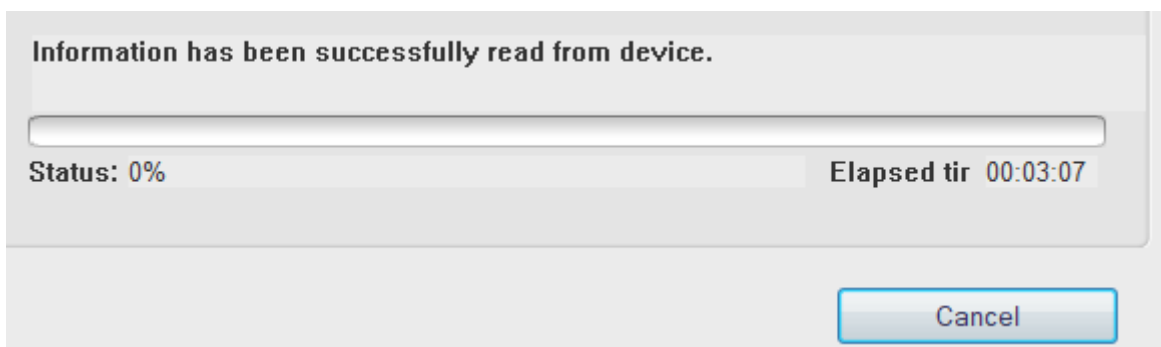 Information has been successfully read from device.
Status: 0% Elapsed tir 00:03:07
Cancel